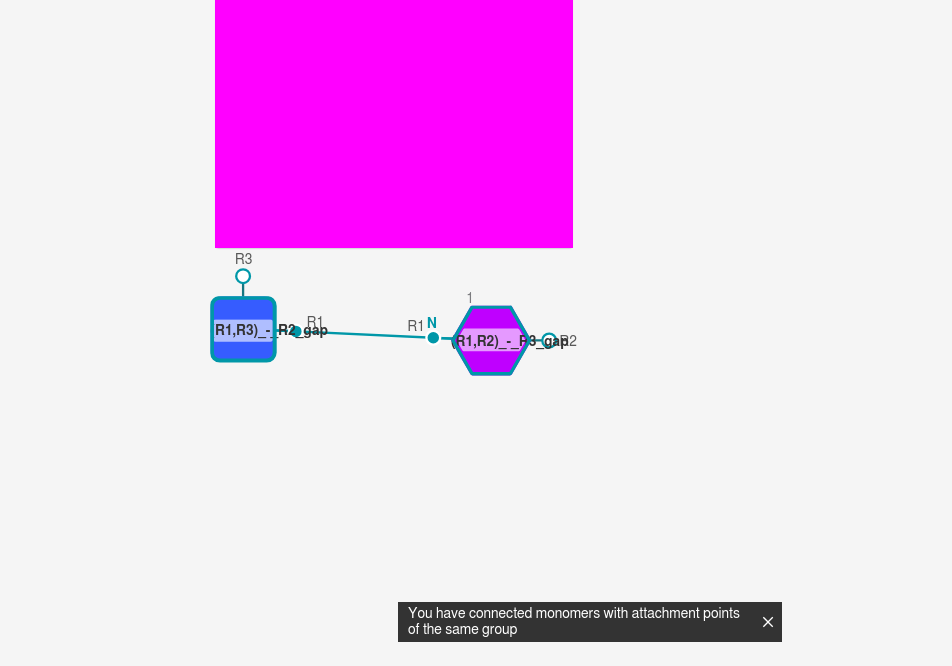 R3
R1
R1,R3)_-_R2_gap
1
R1 N
(R1,R2)_-_R3_gap
R2
You have connected monomers with attachment points
of the same group